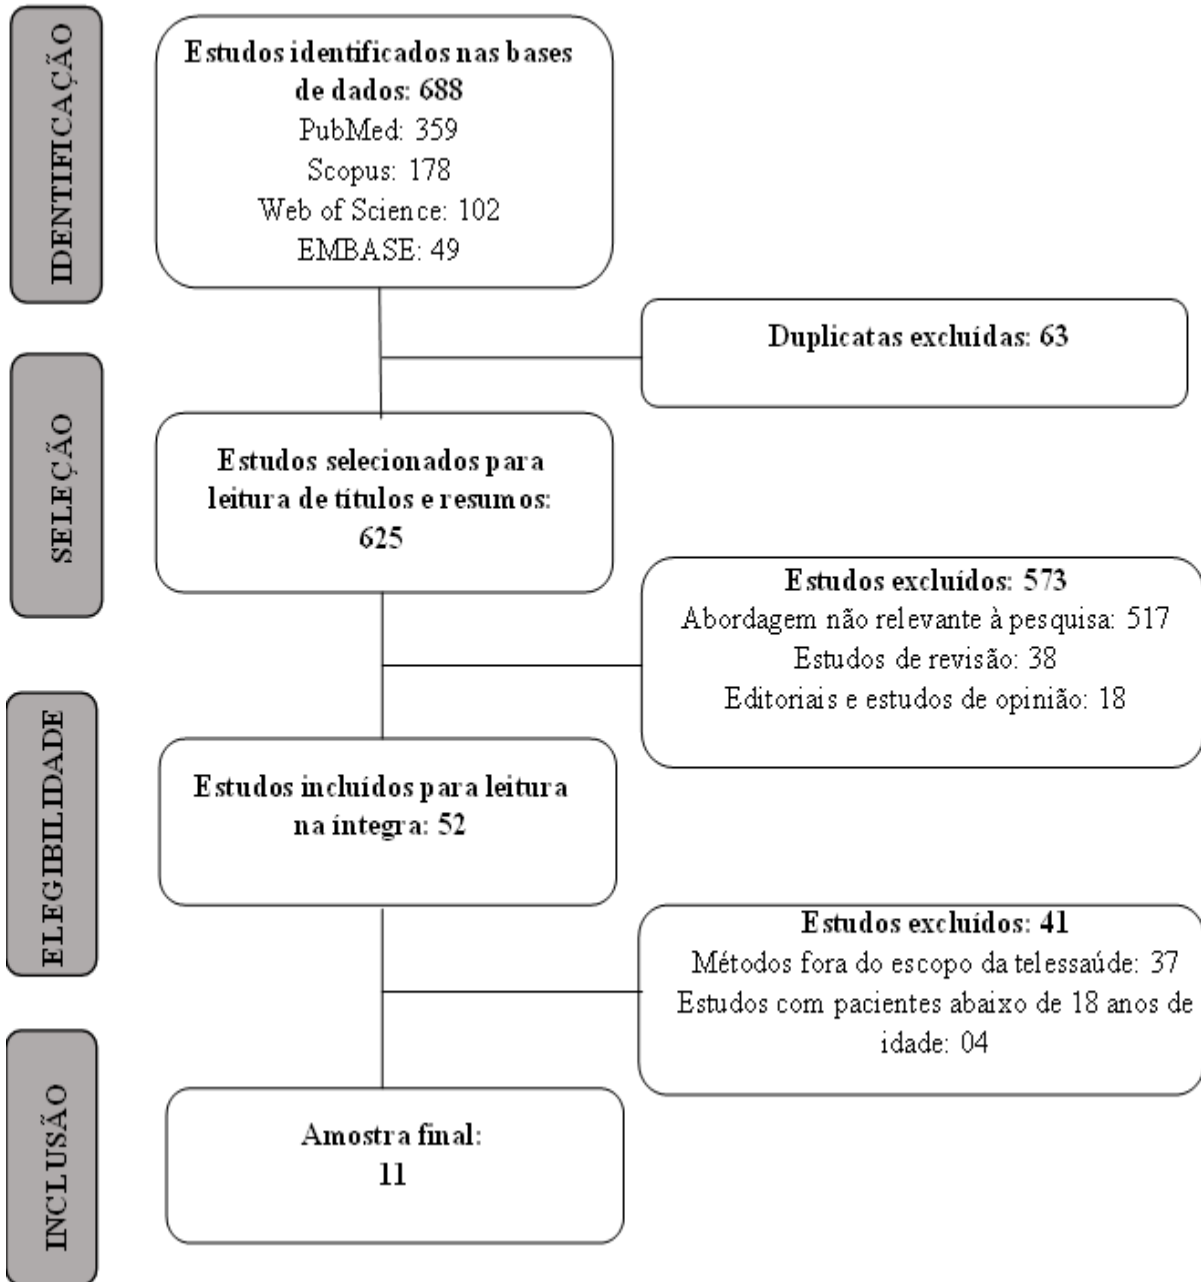 IDENTIFICAÇÃO
Estudos identificados nas bases
de dados: 688
PubMed: 359
Scopus: 178
Web of Science: 102
EMBASE: 49
Duplicatas excluídas: 63
SELEÇÃO
Estudos selecionados para
leitura de títulos e resumos:
625
Estudos excluídos: 573
Abordagem não relevante à pesquisa: 517
Estudos de revisão: 38
Editoriais e estudos de opinião: 18
ELEGIBILIDADE
Estudos incluídos para leitura
na íntegra: 52
Estudos excluídos: 41
Métodos fora do escopo da telessaúde: 37
Estudos com pacientes abaixo de 18 anos de
idade: 04
INCLUSÃO
Amostra final:
11